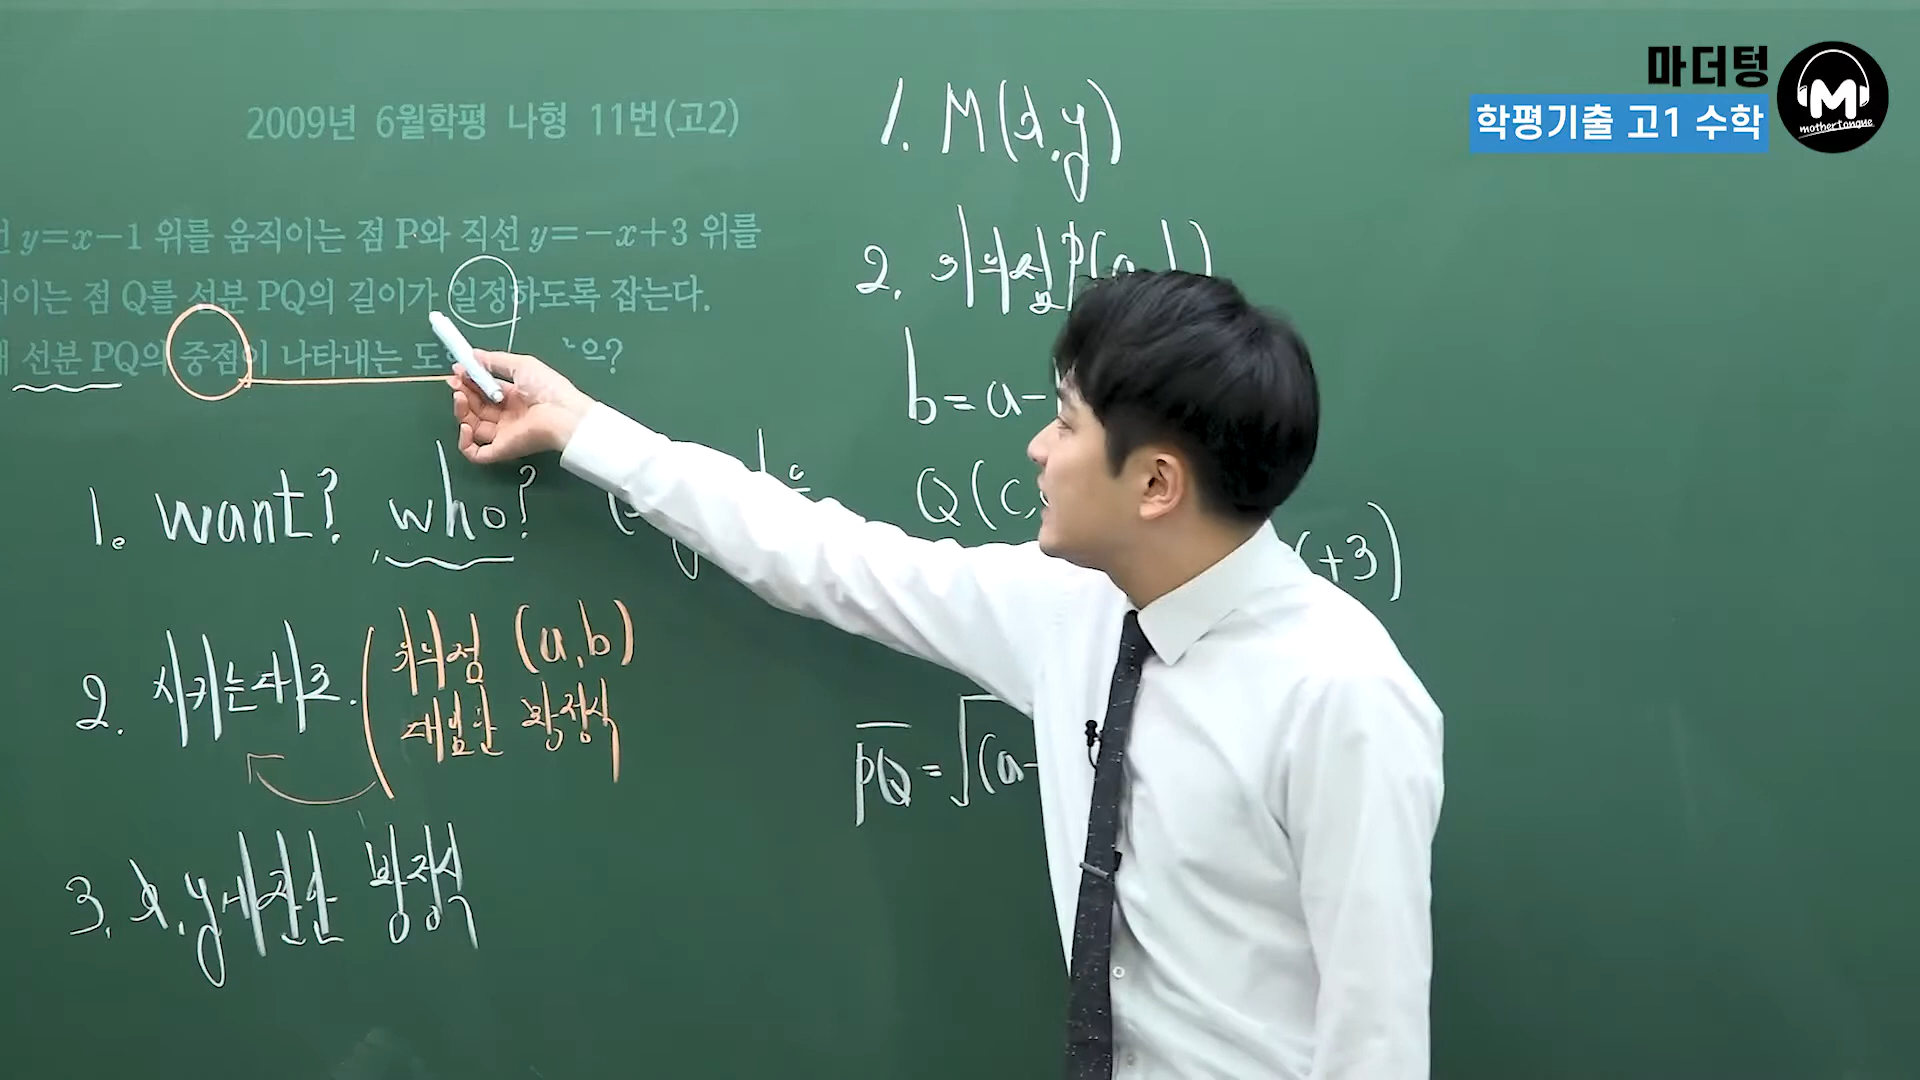 마더텅
학평기출 고1 수학
mothertongue
2009년 6월학평 나형 11번(고2)
y=x-1 위를 움직이는 점 P와 직선 y=-x+3 위를
이는 점 Q를 선분 PQ의 길이가 일정하도록 잡는다.
선분 PQ의 중점이 나타내는
은?
1. want? who?
2. 시키는대로.
점 (a,b)
대념단 방정식
3. x, y에 관한 방정식
1. M(x, y)
2. P(a
b=a-
Q(c,
+3)
PQ=√(a-